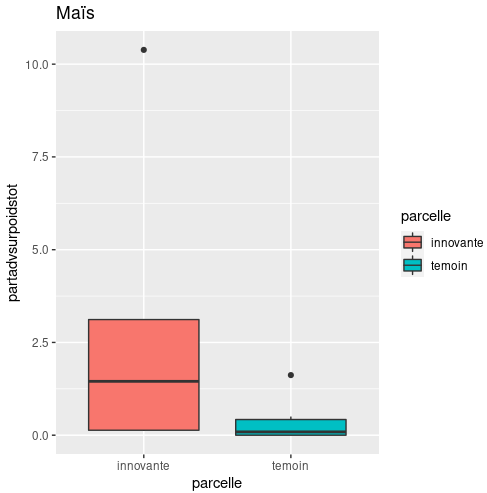 Maïs
10.0
7.5
5.0
2.5
0.0
partadvsurpoidstot
innovante
temoin
parcelle
parcelle
innovante
temoin